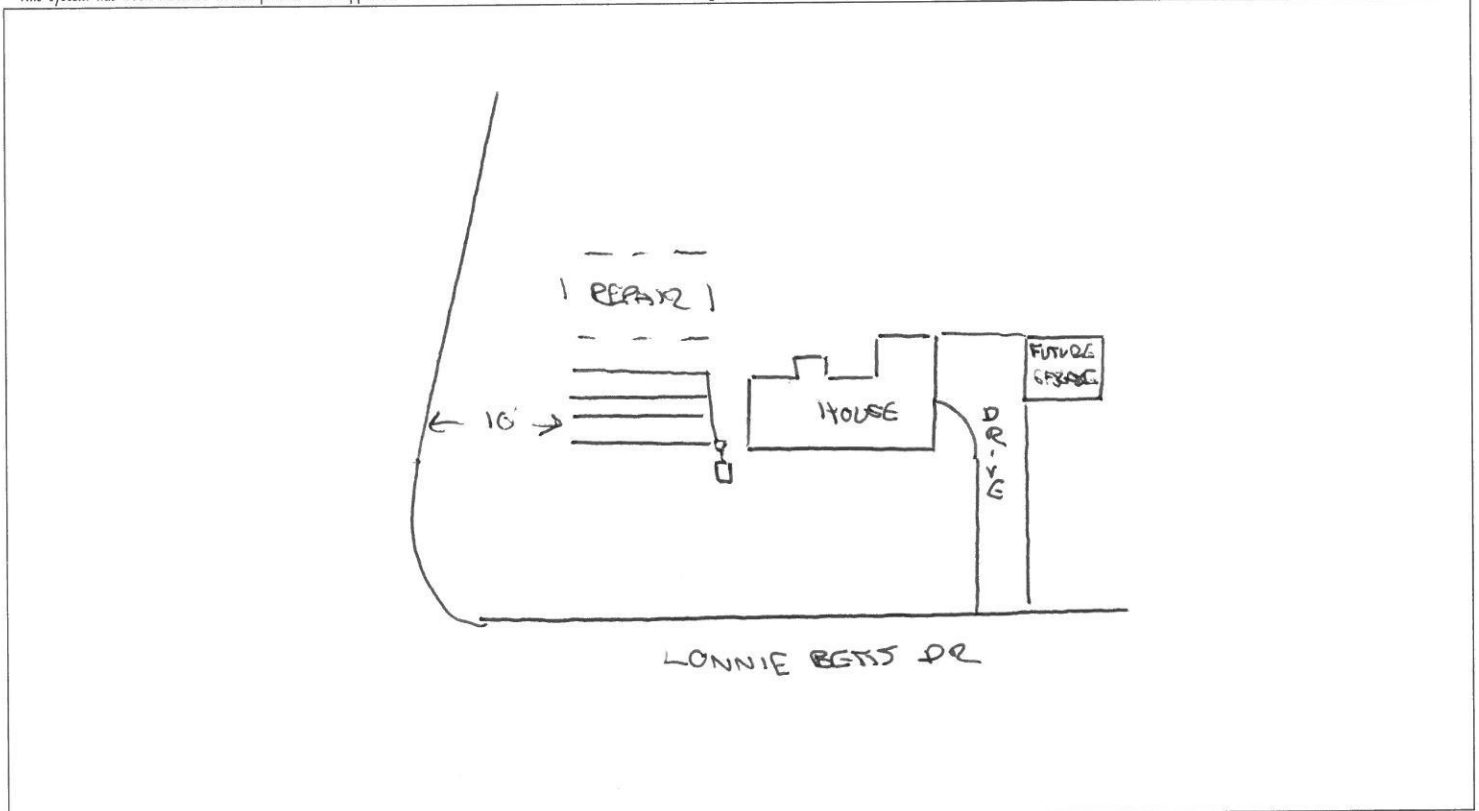 REPAIR
10'
HOUSE
DRIVE
FUTURE
GARAGE
LONNIE BETTS DR